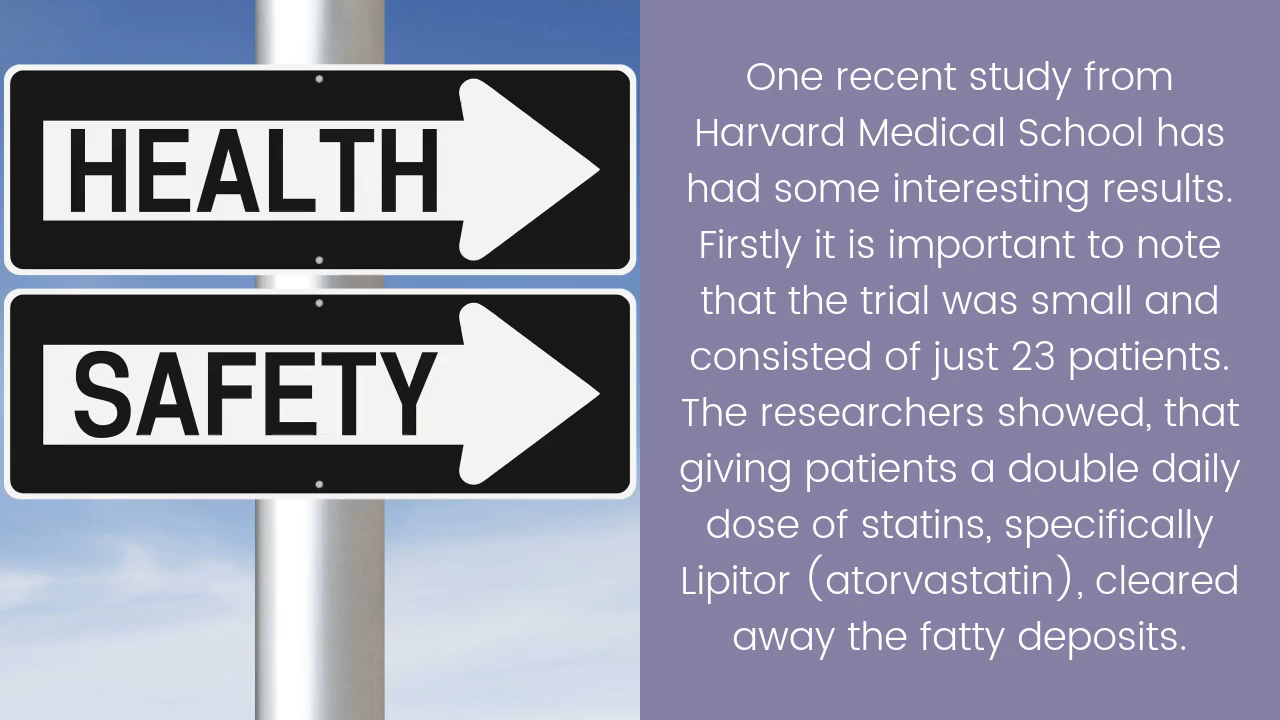 HEALTH
SAFETY
One recent study from
Harvard Medical School has
had some interesting results.
Firstly it is important to note
that the trial was small and
consisted of just 23 patients.
The researchers showed, that
giving patients a double daily
dose of statins, specifically
Lipitor (atorvastatin), cleared
away the fatty deposits.